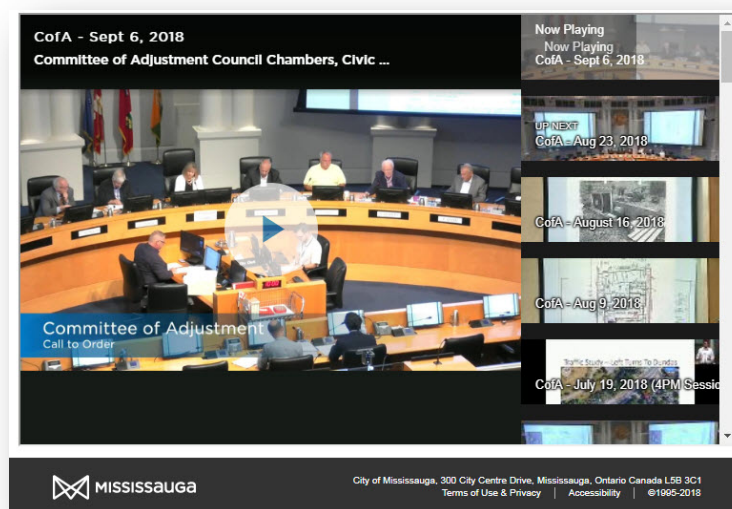 CofA - Sept 6, 2018
Committee of Adjustment Council Chambers, Civic ...
Now Playing
Now Playing
CofA - Sept 6, 2018
UP NEXT
CofA - Aug 23, 2018
CofA - August 16, 2018
CofA - Aug 9, 2018
Traffic Study – Left Turns To Dundas
CofA - July 19, 2018 (4PM Sessio
Committee of Adjustment
Call to Order
MISSISSAUGA
City of Mississauga, 300 City Centre Drive, Mississauga, Ontario Canada L5B 3C1
Terms of Use & Privacy | Accessibility | ©1995-2018